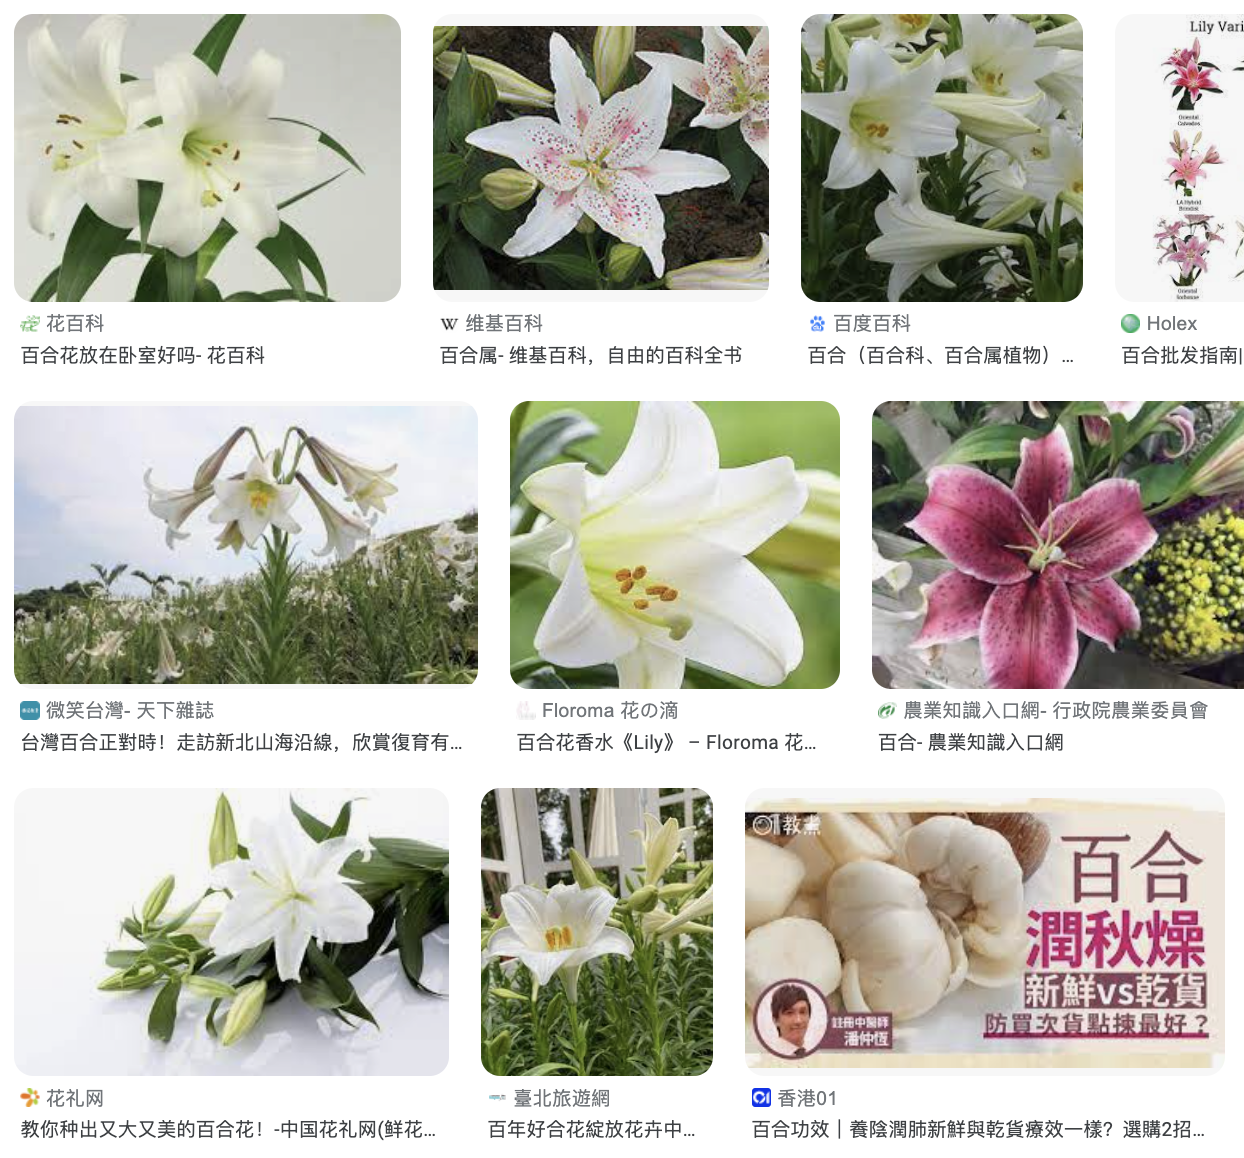 Lily Vari
Oriental
LA Hybrid
Oriental
花百科
百合花放在卧室好吗- 花百科
W 维基百科
百合属- 维基百科，自由的百科全书
百度百科
百合（百合科、百合属植物）...
Holex
百合批发指南|
微笑台灣- 天下雜誌
台灣百合正對時！走訪新北山海沿線，欣賞復育有...
Floroma 花の滴
百合花香水《Lily》 – Floroma 花...
農業知識入口網- 行政院農業委員會
百合- 農業知識入口網
01教煮
百合
潤秋燥
新鮮vs乾貨
防買次貨點揀最好？
註冊中醫師
潘仲恆
花礼网
教你种出又大又美的百合花！-中国花礼网(鲜花...
臺北旅遊網
百年好合花綻放花卉中...
01 香港01
百合功效｜養陰潤肺新鮮與乾貨療效一樣？選購2招...